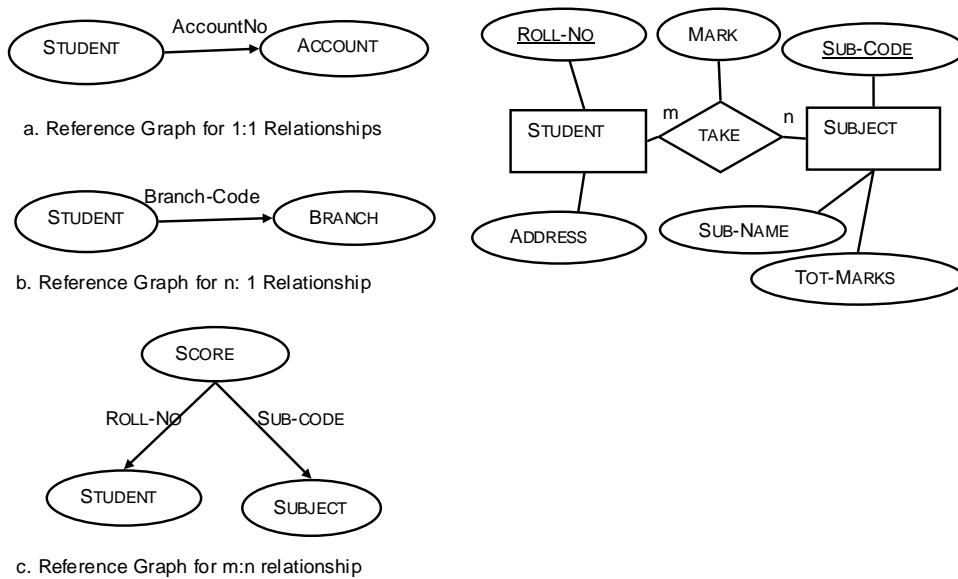 AccountNo
STUDENT
ACCOUNT
a. Reference Graph for 1:1 Relationships
Branch-Code
STUDENT
BRANCH
b. Reference Graph for n: 1 Relationship
SCORE
ROLL-NO
SUB-CODE
STUDENT
SUBJECT
c. Reference Graph for m:n relationship
ROLL-NO
MARK
SUB-CODE
m
n
STUDENT
TAKE
SUBJECT
ADDRESS
SUB-NAME
TOT-MARKS